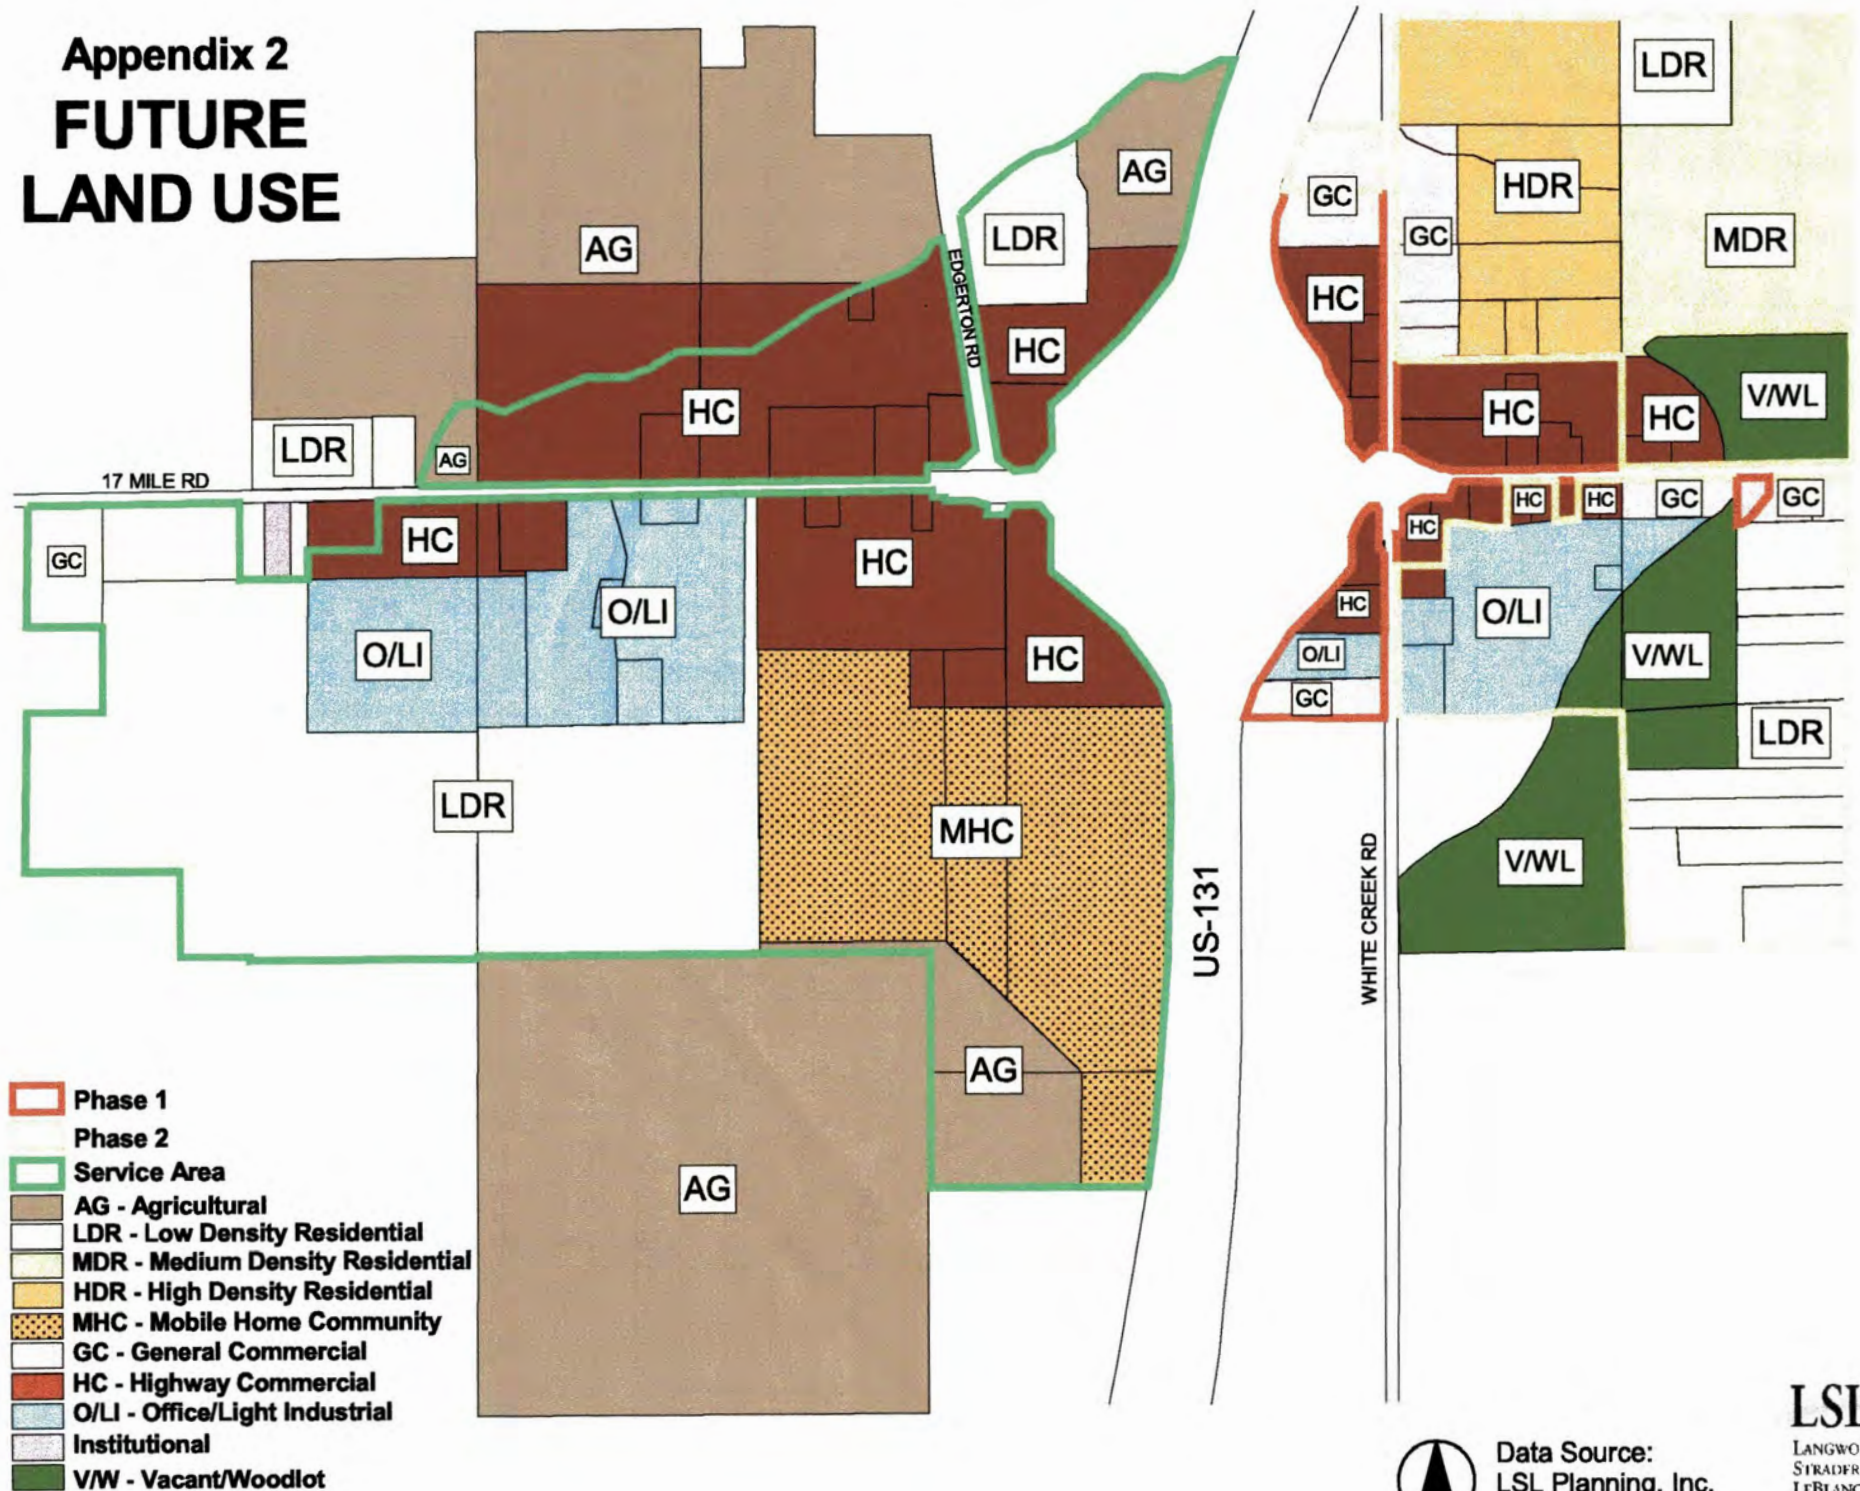 Appendix 2
FUTURE
LAND USE
LDR
AG
GC
HDR
GC
MDR
LDR
AG
HC
EDGERTON RD
HC
HC
HC
HC
V/WL
LDR
AG
17 MILE RD
HC
HC
GC
GC
GC
HC
HC
HC
O/LI
HC
O/LI
O/LI
HC
O/LI
V/WL
O/LI
GC
LDR
LDR
MHC
V/WL
US-131
WHITE CREEK RD
AG
AG
Phase 1
Phase 2
Service Area
AG - Agricultural
LDR - Low Density Residential
MDR - Medium Density Residential
HDR - High Density Residential
MHC - Mobile Home Community
GC - General Commercial
HC - Highway Commercial
O/LI - Office/Light Industrial
Institutional
V/W - Vacant/Woodlot
Data Source:
LSL Planning, Inc.
LSL